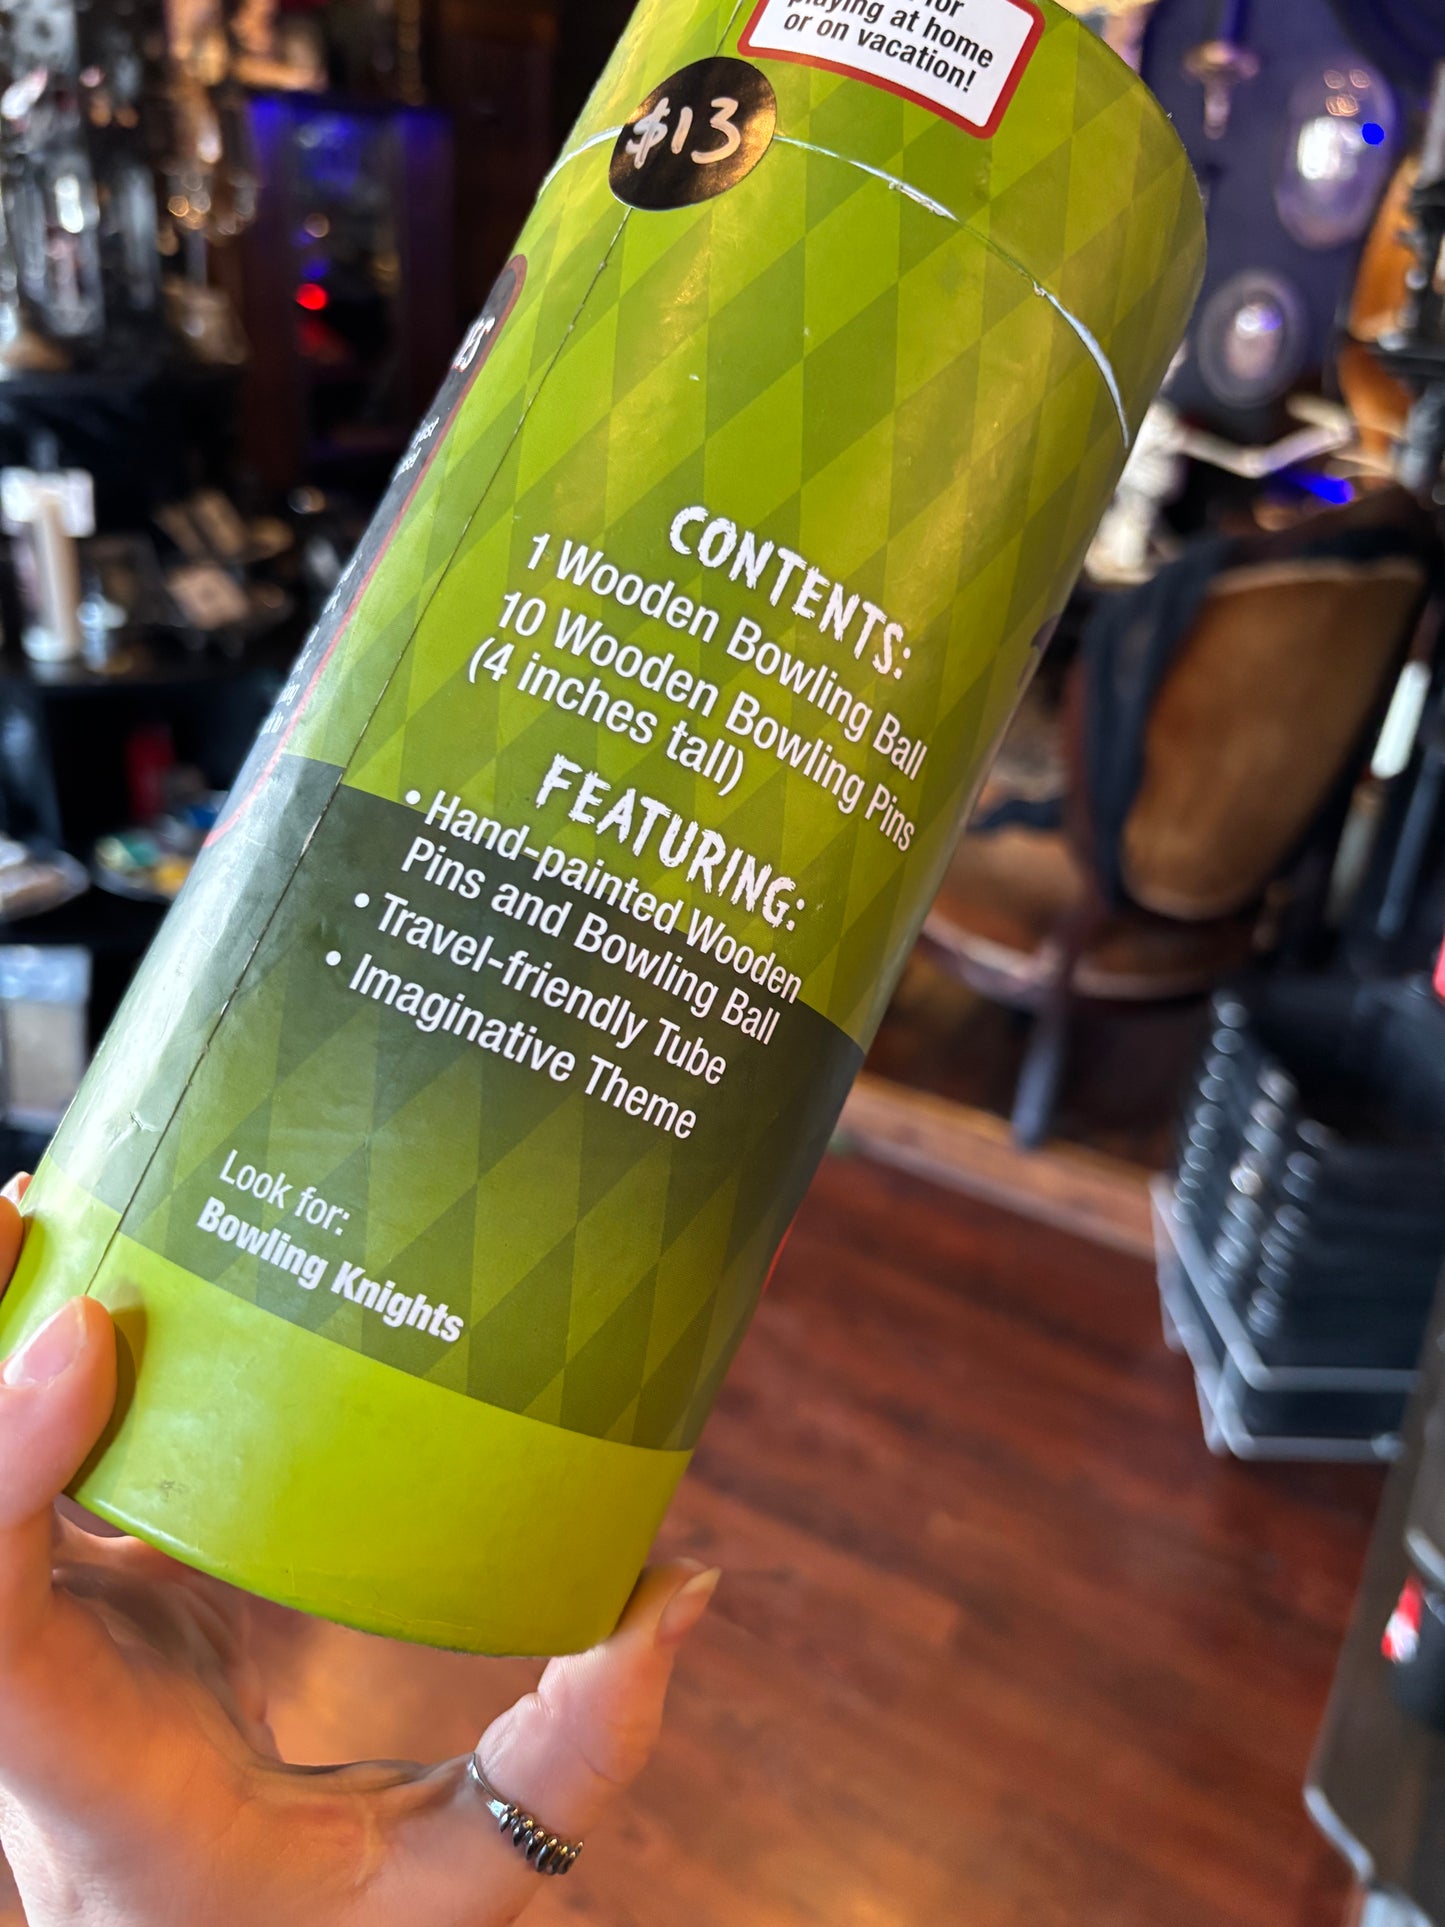 for
playing at home
or on vacation!
$13
CONTENTS:
1 Wooden Bowling Ball
10 Wooden Bowling Pins
(4 inches tall)
FEATURING:
• Hand-painted Wooden
Pins and Bowling Ball
• Travel-friendly Tube
• Imaginative Theme
Look for:
Bowling Knights